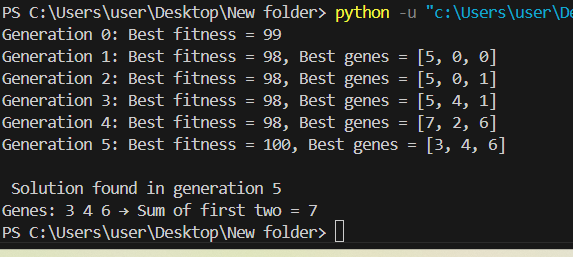 PS C:\Users\user\Desktop\New folder> python -u "c:\Users\user\De
Generation 0: Best fitness = 99
Generation 1: Best fitness = 98, Best genes = [5, 0, 0]
Generation 2: Best fitness = 98, Best genes = [5, 0, 1]
Generation 3: Best fitness = 98, Best genes = [5, 4, 1]
Generation 4: Best fitness = 98, Best genes = [7, 2, 6]
Generation 5: Best fitness = 100, Best genes = [3, 4, 6]
Solution found in generation 5
Genes: 3 4 6 → Sum of first two = 7
PS C:\Users\user\Desktop\New folder>